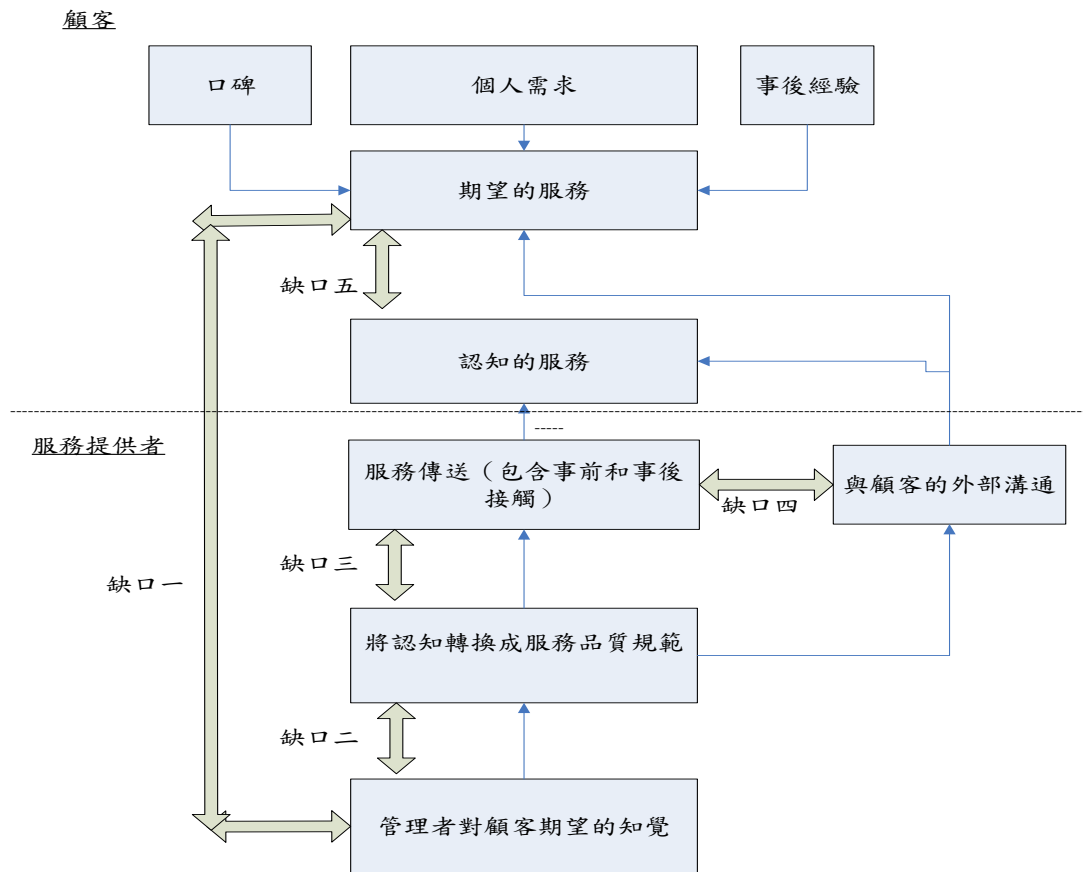 顧客
口碑
個人需求
事後經驗
期望的服務
缺口五
認知的服務
-----
服務提供者
服務傳送（包含事前和事後
接觸）
與顧客的外部溝通
缺口四
缺口三
缺口一
將認知轉換成服務品質規範
缺口二
管理者對顧客期望的知覺